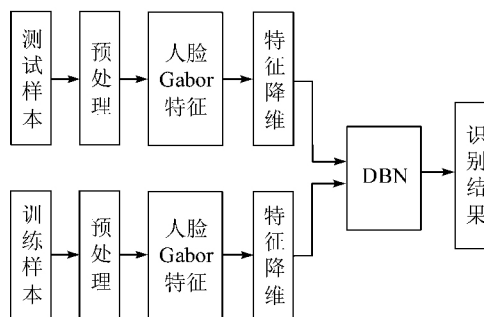 测试样本
预处理
人脸
Gabor
特征
特征降维
DBN
识别结果
训练样本
预处理
人脸
Gabor
特征
特征降维